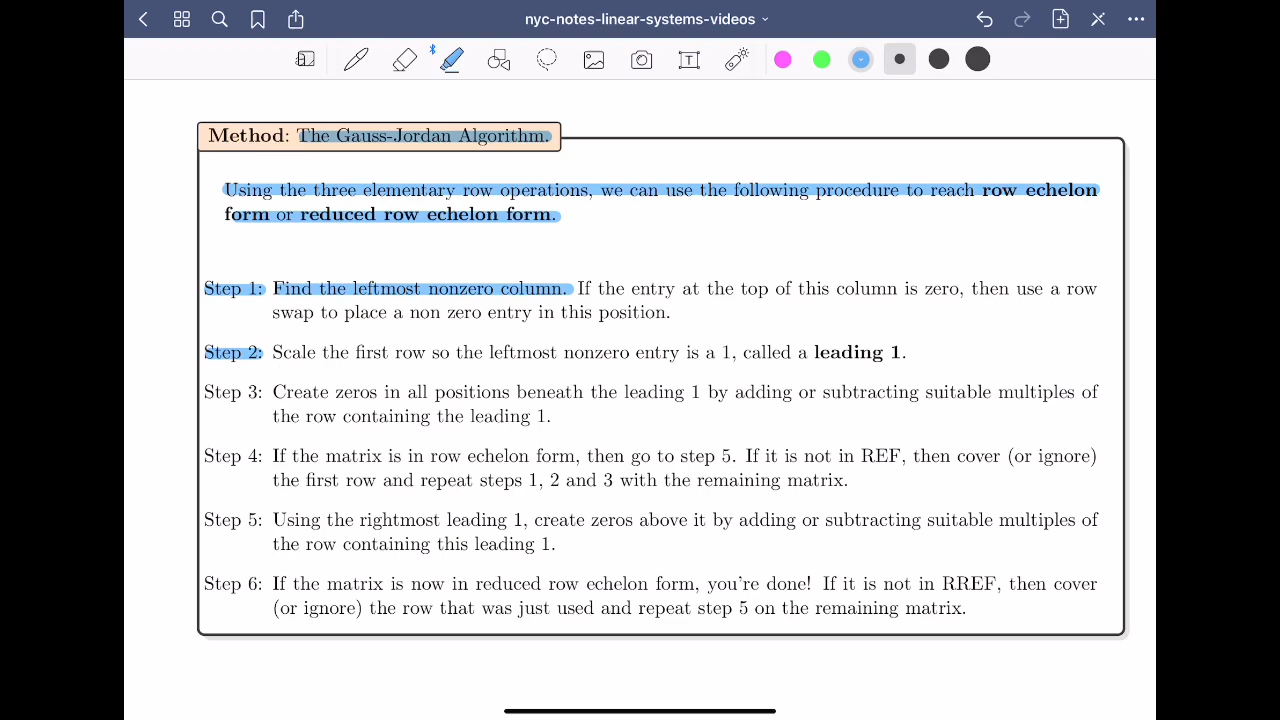 nyc-notes-linear-systems-videos
T
Method: The Gauss-Jordan Algorithm.
Using the three elementary row operations, we can use the following procedure to reach row echelon
form or reduced row echelon form.
Step 1: Find the leftmost nonzero column. If the entry at the top of this column is zero, then use a row
swap to place a non zero entry in this position.
Step 2: Scale the first row so the leftmost nonzero entry is a 1, called a leading 1.
Step 3: Create zeros in all positions beneath the leading 1 by adding or subtracting suitable multiples of
the row containing the leading 1.
Step 4: If the matrix is in row echelon form, then go to step 5. If it is not in REF, then cover (or ignore)
the first row and repeat steps 1, 2 and 3 with the remaining matrix.
Step 5: Using the rightmost leading 1, create zeros above it by adding or subtracting suitable multiples of
the row containing this leading 1.
Step 6: If the matrix is now in reduced row echelon form, you're done! If it is not in RREF, then cover
(or ignore) the row that was just used and repeat step 5 on the remaining matrix.